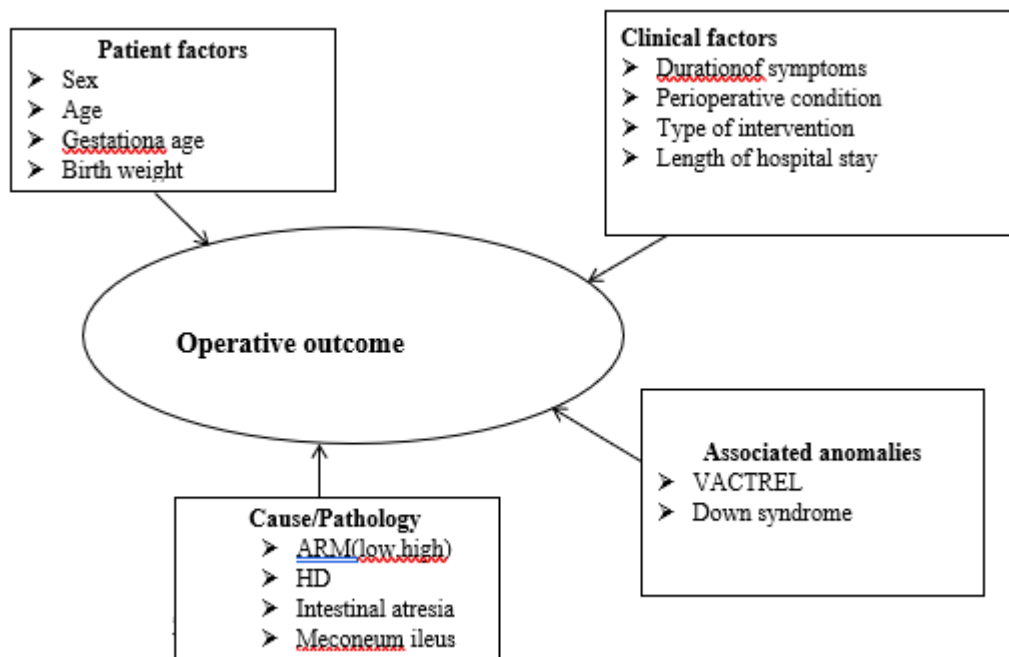 Patient factors
➤ Sex
➤ Age
➤ Gestationa age
➤ Birth weight
Clinical factors
➤ Durationof symptoms
➤ Perioperative condition
➤ Type of intervention
➤ Length of hospital stay
Operative outcome
Associated anomalies
➤ VACTREL
➤ Down syndrome
Cause/Pathology
➤ ARM(low,high)
➤ HD
➤ Intestinal atresia
➤ Meconeum ileus